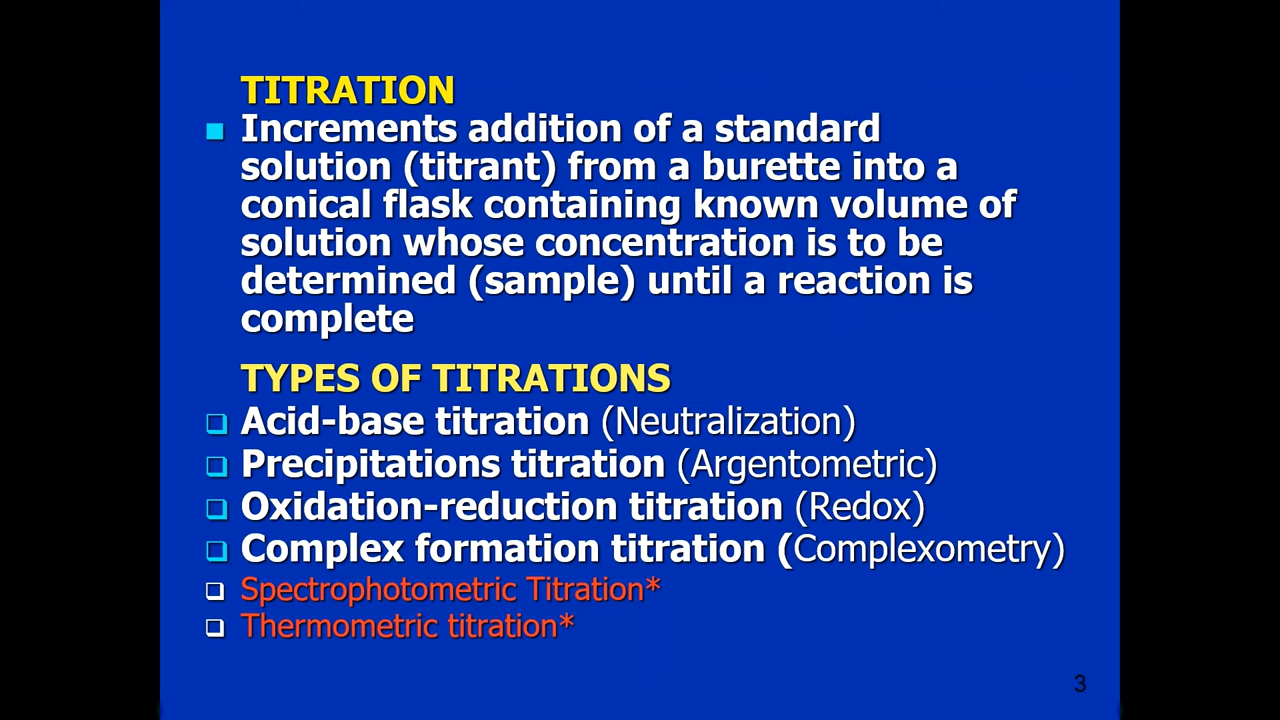 TITRATION
Increments addition of a standard
solution (titrant) from a burette into a
conical flask containing known volume of
solution whose concentration is to be
determined (sample) until a reaction is
complete
TYPES OF TITRATIONS
Acid-base titration (Neutralization)
Precipitations titration (Argentometric)
Oxidation-reduction titration (Redox)
Complex formation titration (Complexometry)
Spectrophotometric Titration*
Thermometric titration*
3